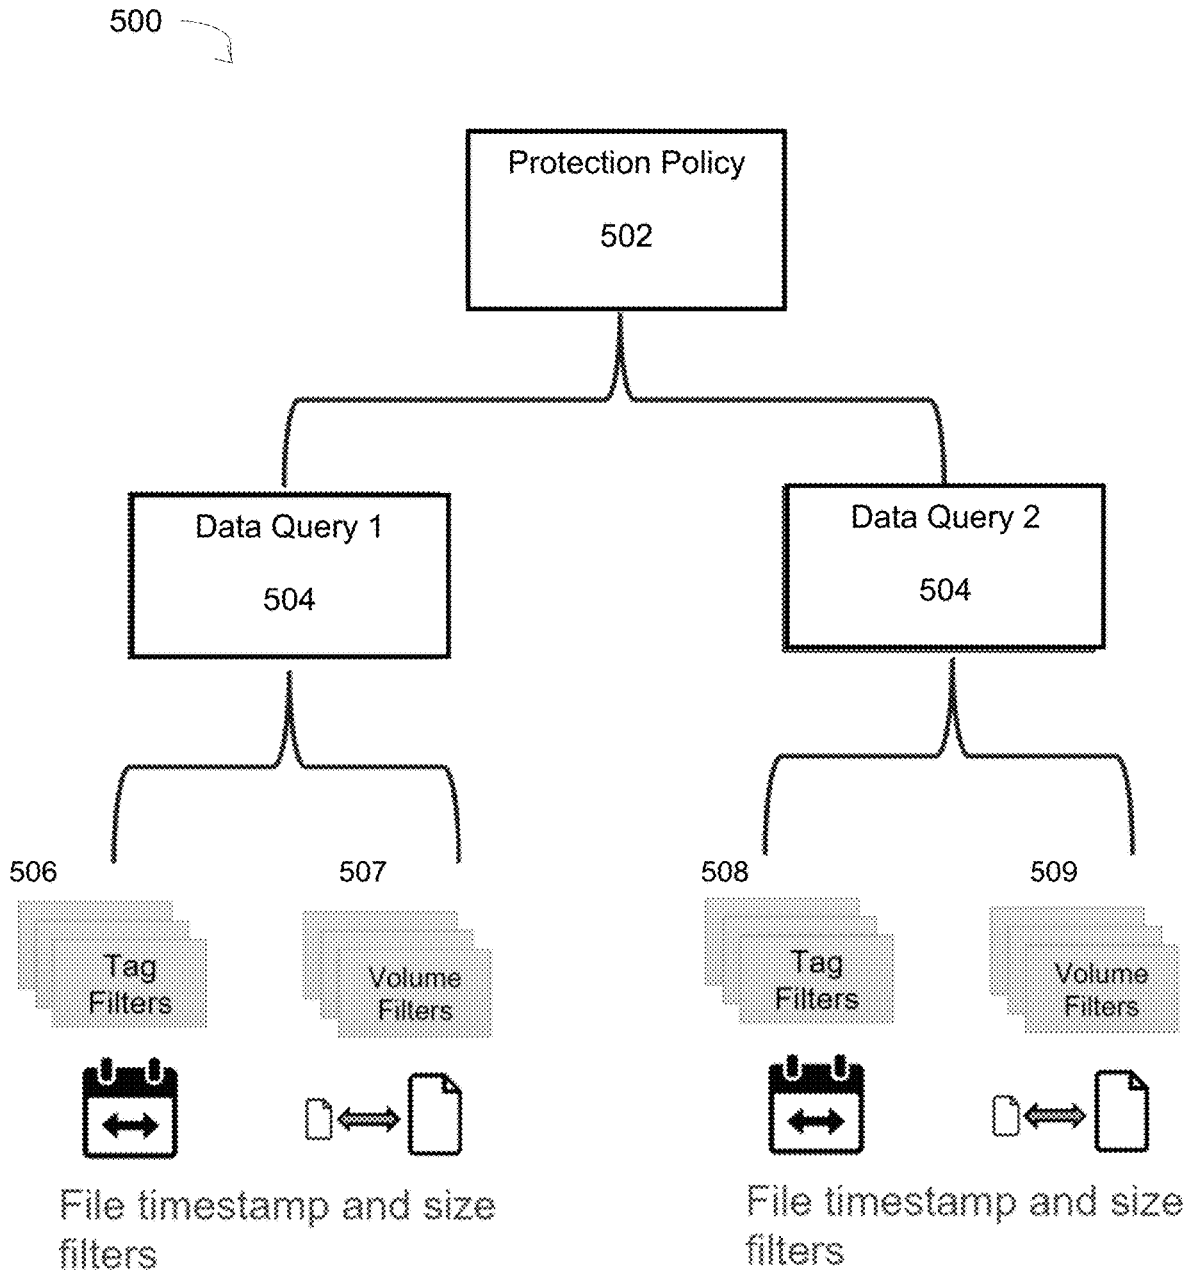 500
Protection Policy
502
Data Query 1
504
Data Query 2
504
506
507
508
509
Tag
Filters
Volume
Filters
Tag
Filters
Volume
Filters
File timestamp and size
filters
File timestamp and size
filters